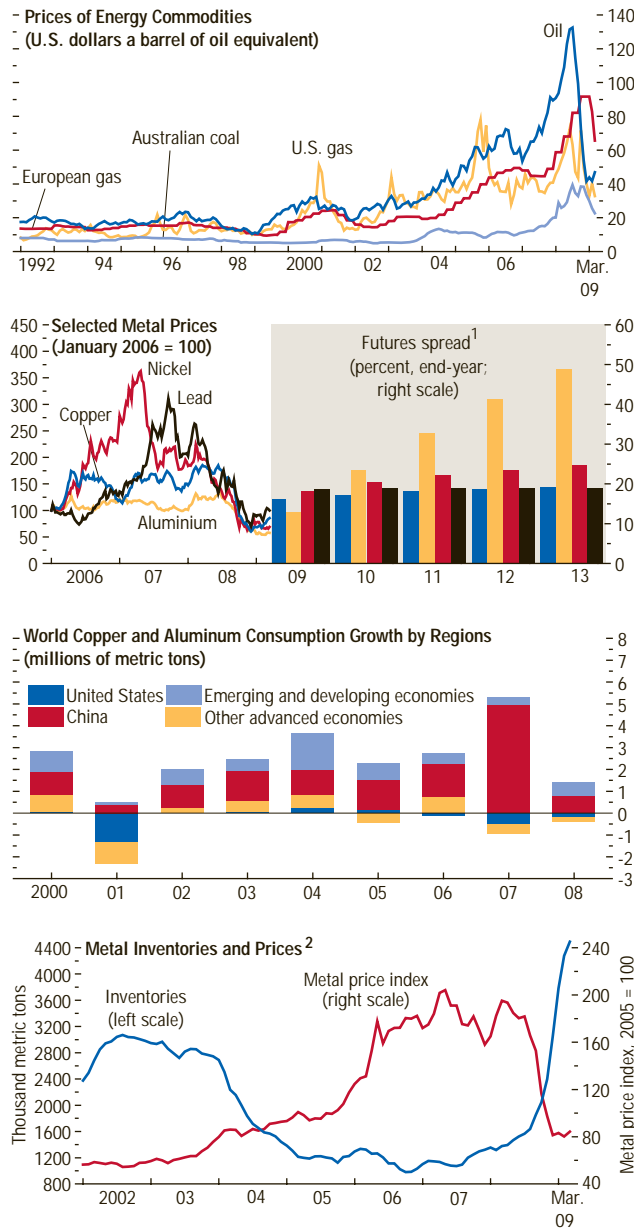 Prices of Energy Commodities
(U.S. dollars a barrel of oil equivalent)
Oil
Australian coal
U.S. gas
European gas
140
120
100
80
60
40
20
0
1992 94 96 98 2000 02 04 06 Mar.
09
Selected Metal Prices
(January 2006 = 100)
Nickel
Lead
Copper
Aluminium
Futures spread1
(percent, end-year;
right scale)
450
400
350
300
250
200
150
100
50
0
60
50
40
30
20
10
0
2006 07 08 09 10 11 12 13
World Copper and Aluminum Consumption Growth by Regions
(millions of metric tons)
United States
Emerging and developing economies
China
Other advanced economies
8
7
6
5
4
3
2
1
0
-1
-2
-3
2000 01 02 03 04 05 06 07 08
Metal Inventories and Prices2
Inventories
(left scale)
Metal price index
(right scale)
Thousand metric tons
4400
4000
3600
3200
2800
2400
2000
1600
1200
800
240
200
160
120
80
40
Metal price index, 2005 = 100
2002 03 04 05 06 07 Mar.
09